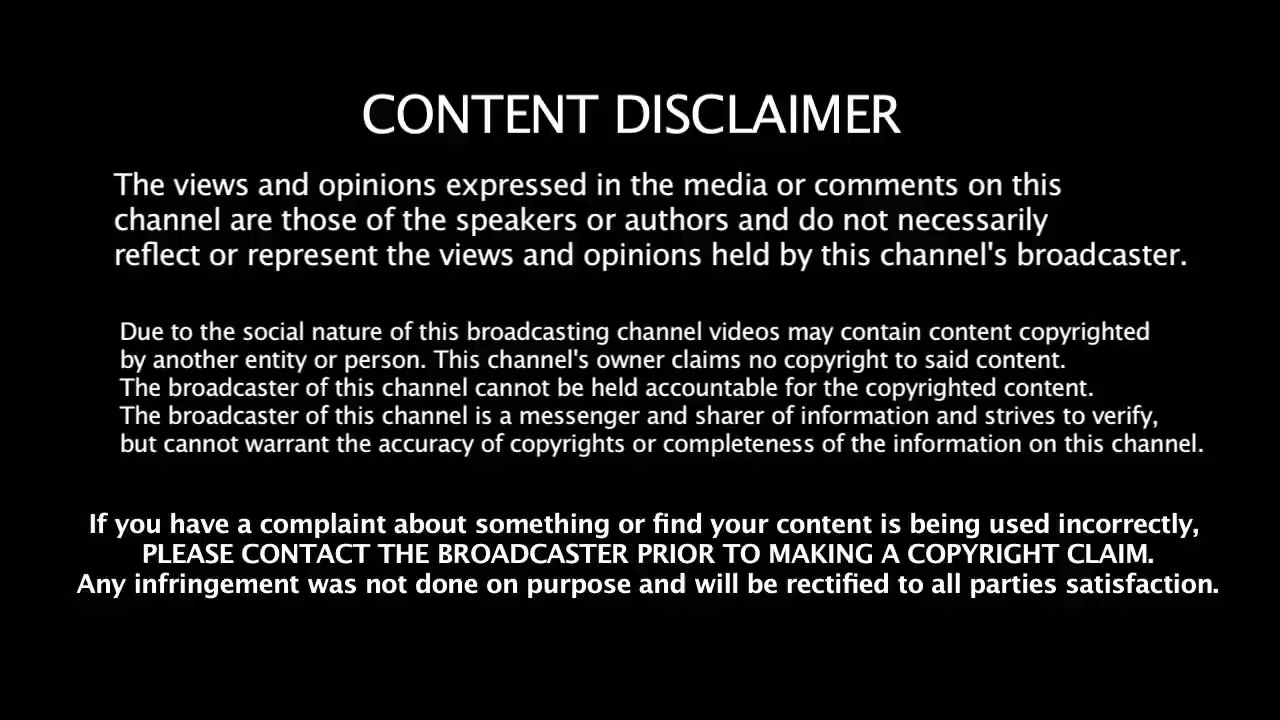 CONTENT DISCLAIMER
The views and opinions expressed in the media or comments on this
channel are those of the speakers or authors and do not necessarily
reflect or represent the views and opinions held by this channel's broadcaster.
Due to the social nature of this broadcasting channel videos may contain content copyrighted
by another entity or person. This channel's owner claims no copyright to said content.
The broadcaster of this channel cannot be held accountable for the copyrighted content.
The broadcaster of this channel is a messenger and sharer of information and strives to verify,
but cannot warrant the accuracy of copyrights or completeness of the information on this channel.
If you have a complaint about something or find your content is being used incorrectly,
PLEASE CONTACT THE BROADCASTER PRIOR TO MAKING A COPYRIGHT CLAIM.
Any infringement was not done on purpose and will be rectified to all parties satisfaction.